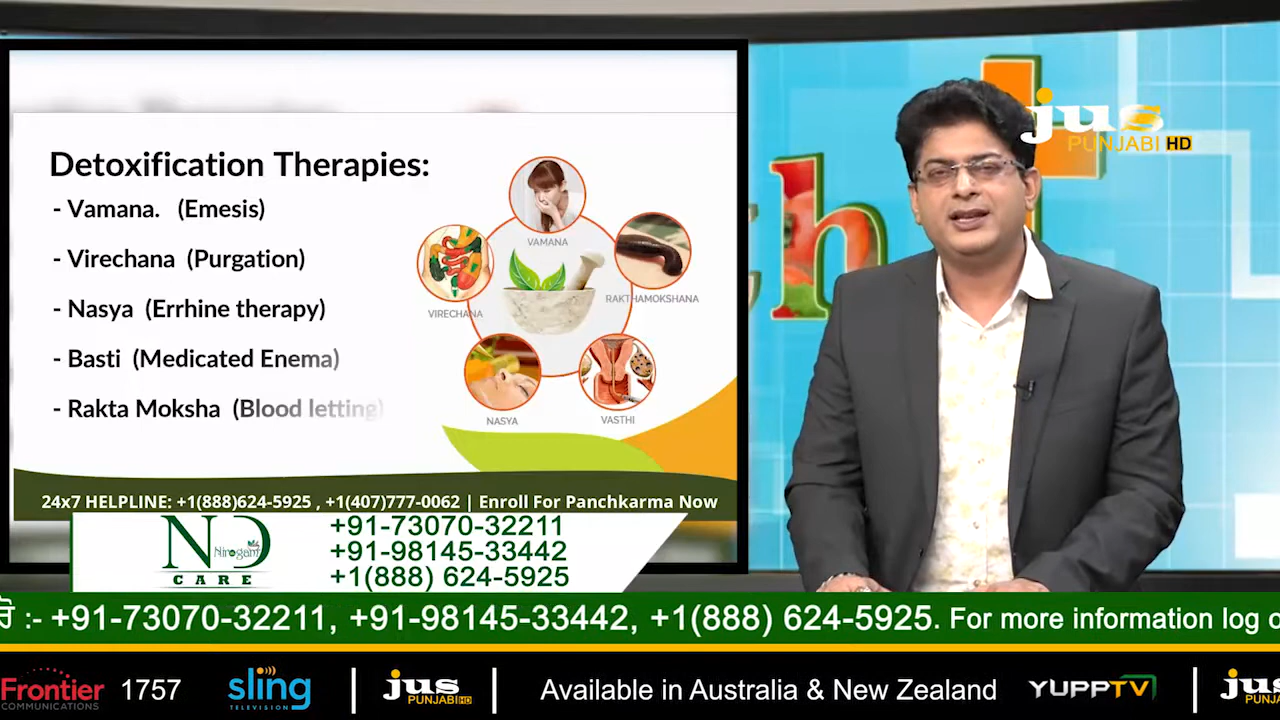 Detoxification Therapies:
- Vamana. (Emesis)
- Virechana (Purgation)
- Nasya (Errhine therapy)
- Basti (Medicated Enema)
- Rakta Moksha (Blood letting)
VAMANA
VIRECHANA
RAKTHAMOKSHANA
NASYA
VASTHI
24x7 HELPLINE: +1(888)624-5925 , +1(407)777-0062 | Enroll For Panchkarma Now
jus
PUNJABI HD
h
ND
Nirogam
CARE
+91-73070-32211
+91-98145-33442
+1(888) 624-5925
:- +91-73070-32211, +91-98145-33442, +1(888) 624-5925. For more information log o
Frontier
COMMUNICATIONS
1757
sling
TELEVISION
jus
PUNJABI HD
Available in Australia & New Zealand
YUPPTV
jus
PUNJABI